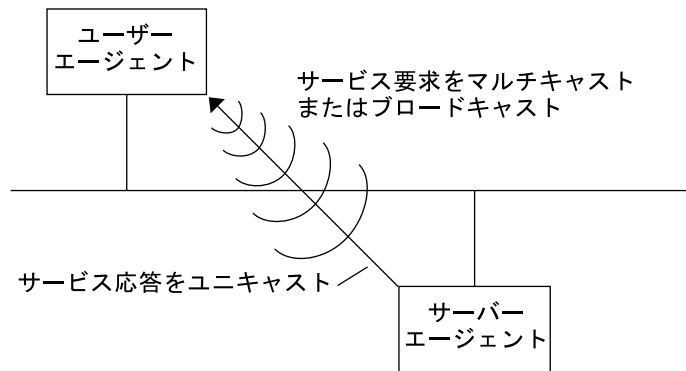 ユーザー
エージェント
サービス要求をマルチキャスト
またはブロードキャスト
サービス応答をユニキャスト
サーバー
エージェント